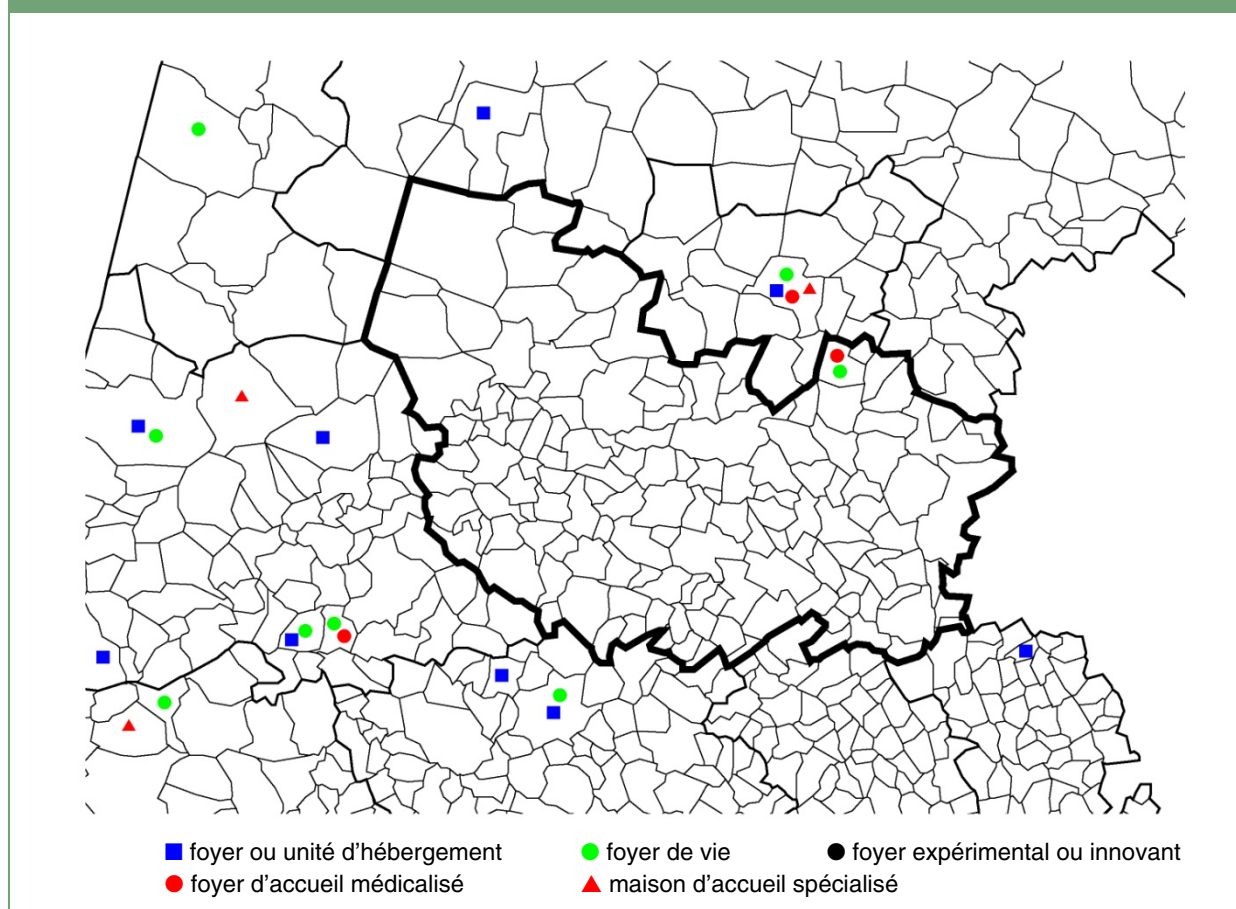 foyer ou unité d'hébergement
foyer de vie
foyer expérimental ou innovant
foyer d'accueil médicalisé
maison d'accueil spécialisé